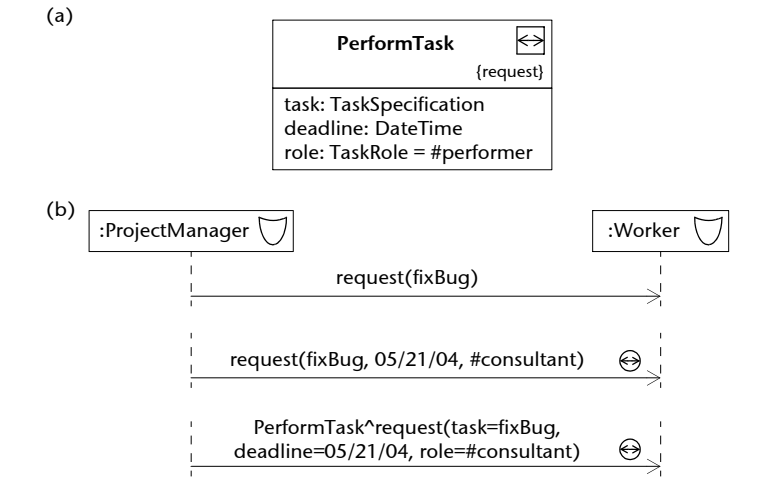 (a)
PerformTask
{request}
task: TaskSpecification
deadline: DateTime
role: TaskRole = #performer
(b)
:ProjectManager
:Worker
request(fixBug)
request(fixBug, 05/21/04, #consultant)
PerformTask^request(task=fixBug,
deadline=05/21/04, role=#consultant)